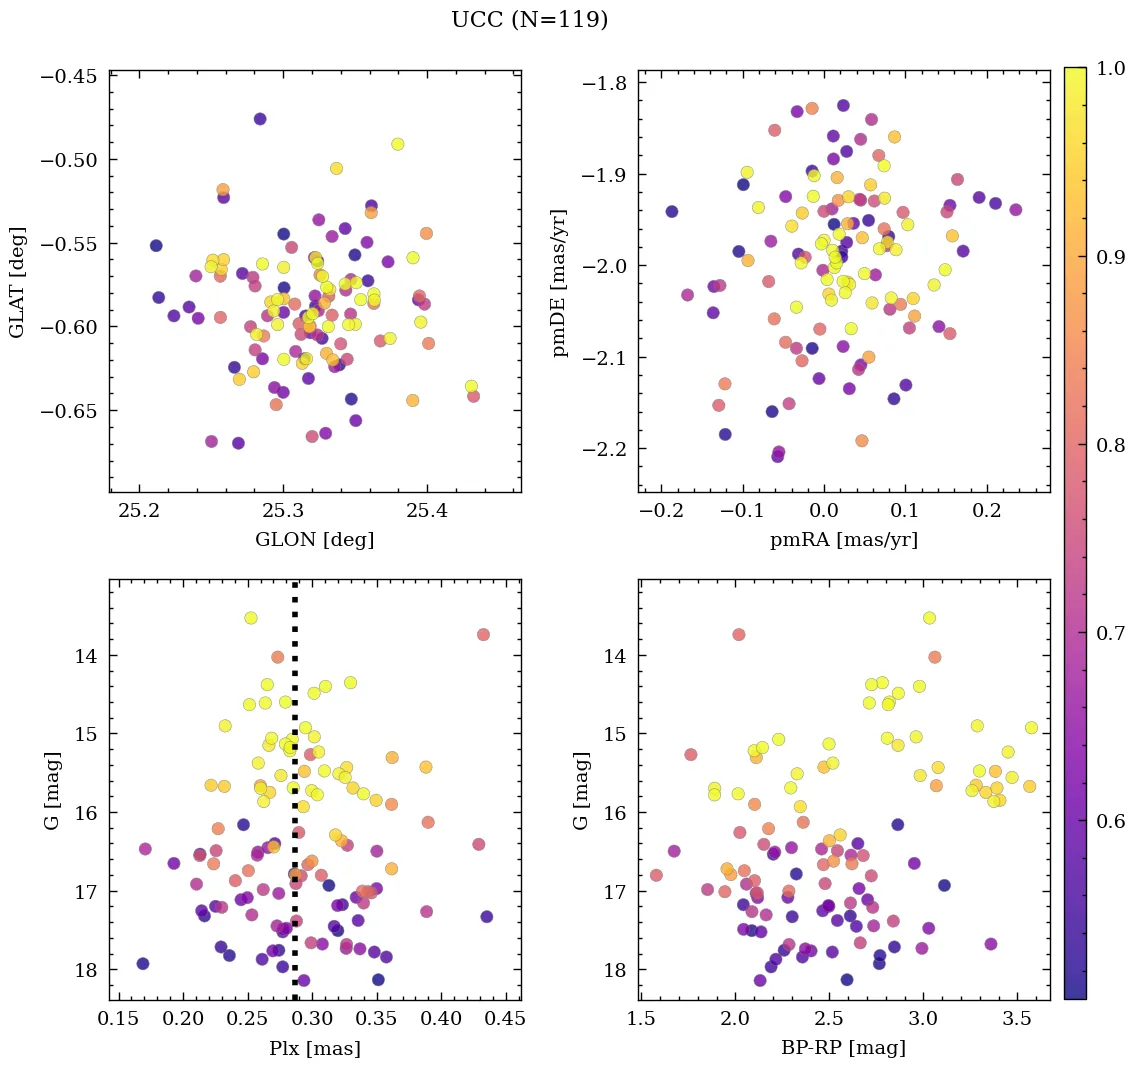 UCC (N=119)
−0.45
−0.50
−0.55
−0.60
−0.65
GLAT [deg]
25.2 25.3 25.4
GLON [deg]
−1.8
−1.9
−2.0
−2.1
−2.2
pmDE [mas/yr]
−0.2 −0.1 0.0 0.1 0.2
pmRA [mas/yr]
1.0
0.9
0.8
0.7
0.6
14
15
16
17
18
G [mag]
0.15 0.20 0.25 0.30 0.35 0.40 0.45
Plx [mas]
14
15
16
17
18
G [mag]
1.5 2.0 2.5 3.0 3.5
BP-RP [mag]